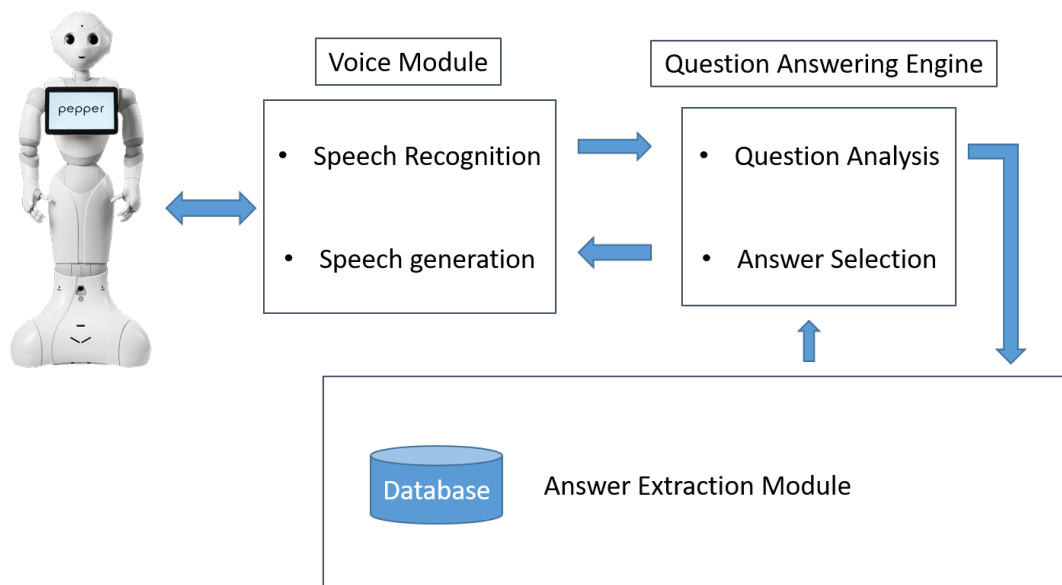 Voice Module
Question Answering Engine
pepper
• Speech Recognition
• Question Analysis
• Speech generation
• Answer Selection
Database
Answer Extraction Module